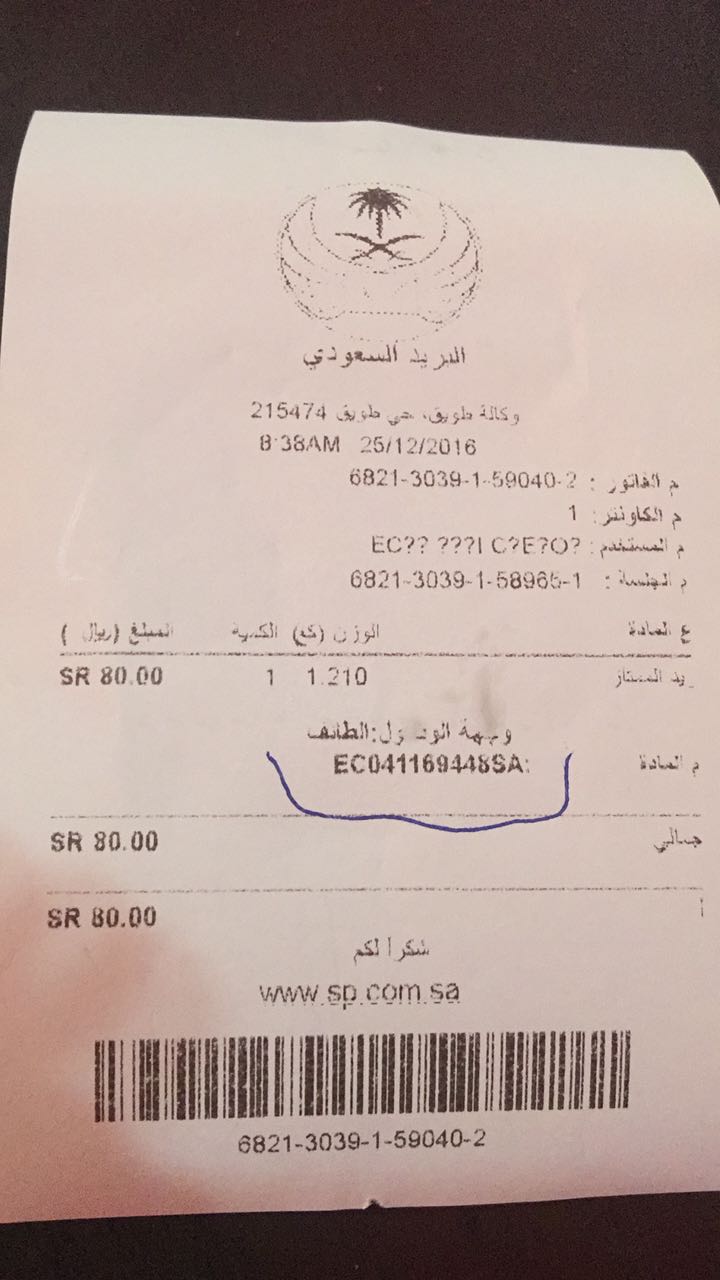 البريد السعودي
وكالة طويق، حي طويق 215474
8:38AM 25/12/2016
م الفاتور : 6821-3039-1-59040-2
م الكاونتر: 1
م المستخدم : EC?? ???I C?E?O?
م الجلسة : 6821-3039-1-58965-1
ع المادة الوزن (كغ) الكمية المبلغ (ريال )
ريد الممتاز 1.210 1 SR 80.00
وجهة الوصول:الطائف
م المادة EC041169448SA:
جمالي SR 80.00
SR 80.00
شكرا لكم
www.sp.com.sa
6821-3039-1-59040-2